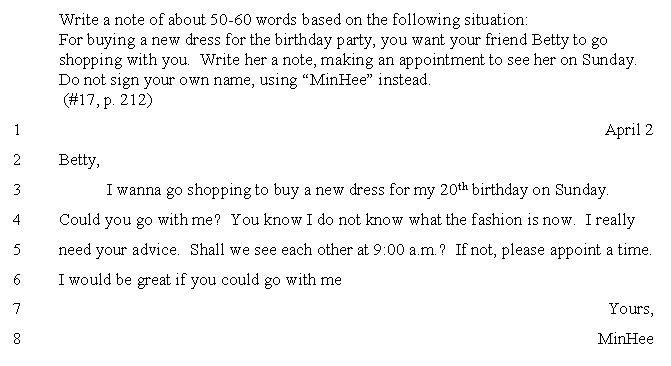 Write a note of about 50-60 words based on the following situation:
For buying a new dress for the birthday party, you want your friend Betty to go
shopping with you.  Write her a note, making an appointment to see her on Sunday.
Do not sign your own name, using “MinHee” instead.
(#17, p. 212)
1 April 2
2 Betty,
3 I wanna go shopping to buy a new dress for my 20th birthday on Sunday.
4 Could you go with me?  You know I do not know what the fashion is now.  I really
5 need your advice.  Shall we see each other at 9:00 a.m.?  If not, please appoint a time.
6 I would be great if you could go with me
7 Yours,
8 MinHee